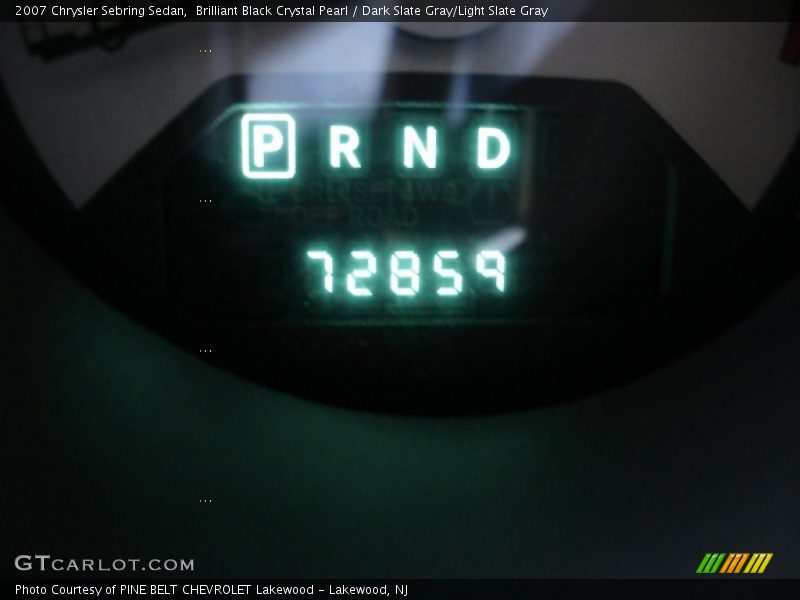 2007 Chrysler Sebring Sedan,  Brilliant Black Crystal Pearl / Dark Slate Gray/Light Slate Gray
P R N D
OFF ROAD
72859
GTCARLOT.COM
Photo Courtesy of PINE BELT CHEVROLET Lakewood - Lakewood, NJ